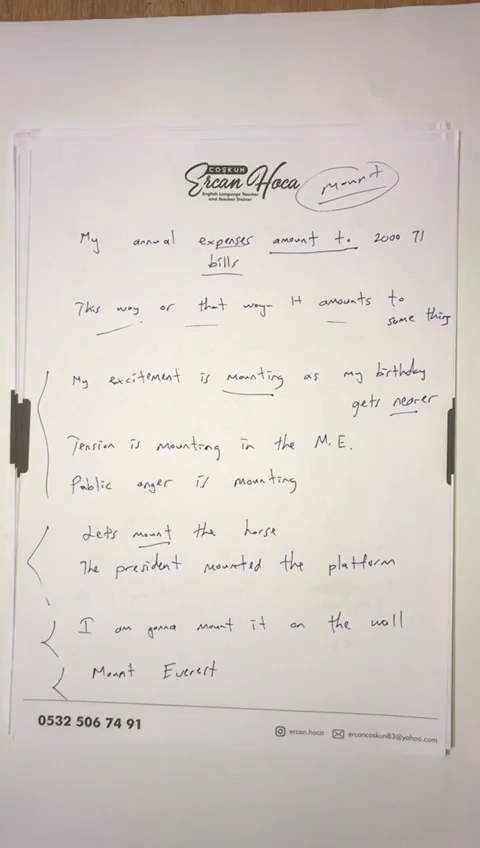 COŞKUN
Ercan Hoca
English Language Teacher
and Teacher Trainer
mount
My annual expenses amount to 2000 Tl
bills
This way or that way It amounts to
some thing
My excitement is mounting as my birthday
gets nearer
Tension is mounting in the M.E.
Public anger is mounting
Let's mount the horse
The president mounted the platform
I am gonna mount it on the wall
Mount Everest
0532 506 74 91
ercan.hoca
ercancoskun83@yahoo.com